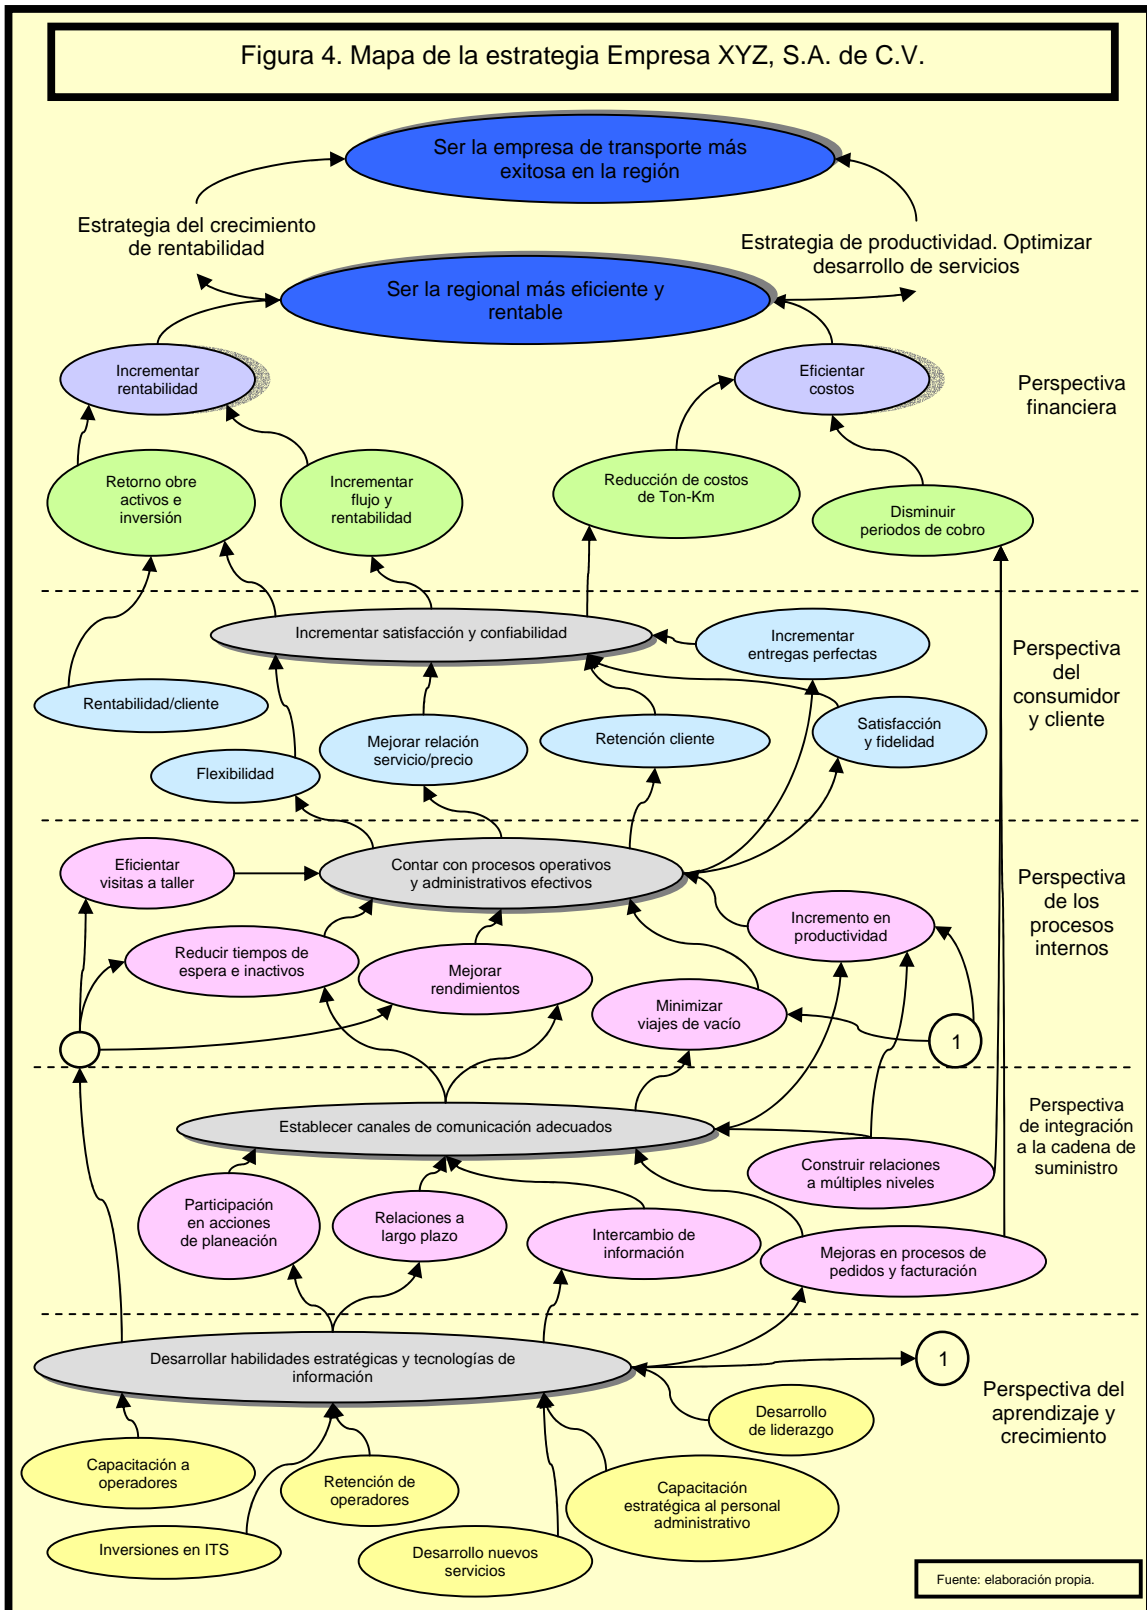 Figura 4. Mapa de la estrategia Empresa XYZ, S.A. de C.V.
Ser la empresa de transporte más
exitosa en la región
Estrategia del crecimiento
de rentabilidad
Estrategia de productividad. Optimizar
desarrollo de servicios
Ser la regional más eficiente y
rentable
Incrementar
rentabilidad
Eficientar
costos
Perspectiva
financiera
Retorno obre
activos e
inversión
Incrementar
flujo y
rentabilidad
Reducción de costos
de Ton-Km
Disminuir
periodos de cobro
Incrementar satisfacción y confiabilidad
Incrementar
entregas perfectas
Perspectiva
del
consumidor
y cliente
Rentabilidad/cliente
Mejorar relación
servicio/precio
Retención cliente
Satisfacción
y fidelidad
Flexibilidad
Eficientar
visitas a taller
Contar con procesos operativos
y administrativos efectivos
Perspectiva
de los
procesos
internos
Incremento en
productividad
Reducir tiempos de
espera e inactivos
Mejorar
rendimientos
Minimizar
viajes de vacío
1
Establecer canales de comunicación adecuados
Perspectiva
de integración
a la cadena de
suministro
Construir relaciones
a múltiples niveles
Participación
en acciones
de planeación
Relaciones a
largo plazo
Intercambio de
información
Mejoras en procesos de
pedidos y facturación
Desarrollar habilidades estratégicas y tecnologías de
información
1
Perspectiva del
aprendizaje y
crecimiento
Desarrollo
de liderazgo
Capacitación a
operadores
Retención de
operadores
Capacitación
estratégica al personal
administrativo
Inversiones en ITS
Desarrollo nuevos
servicios
Fuente: elaboración propia.